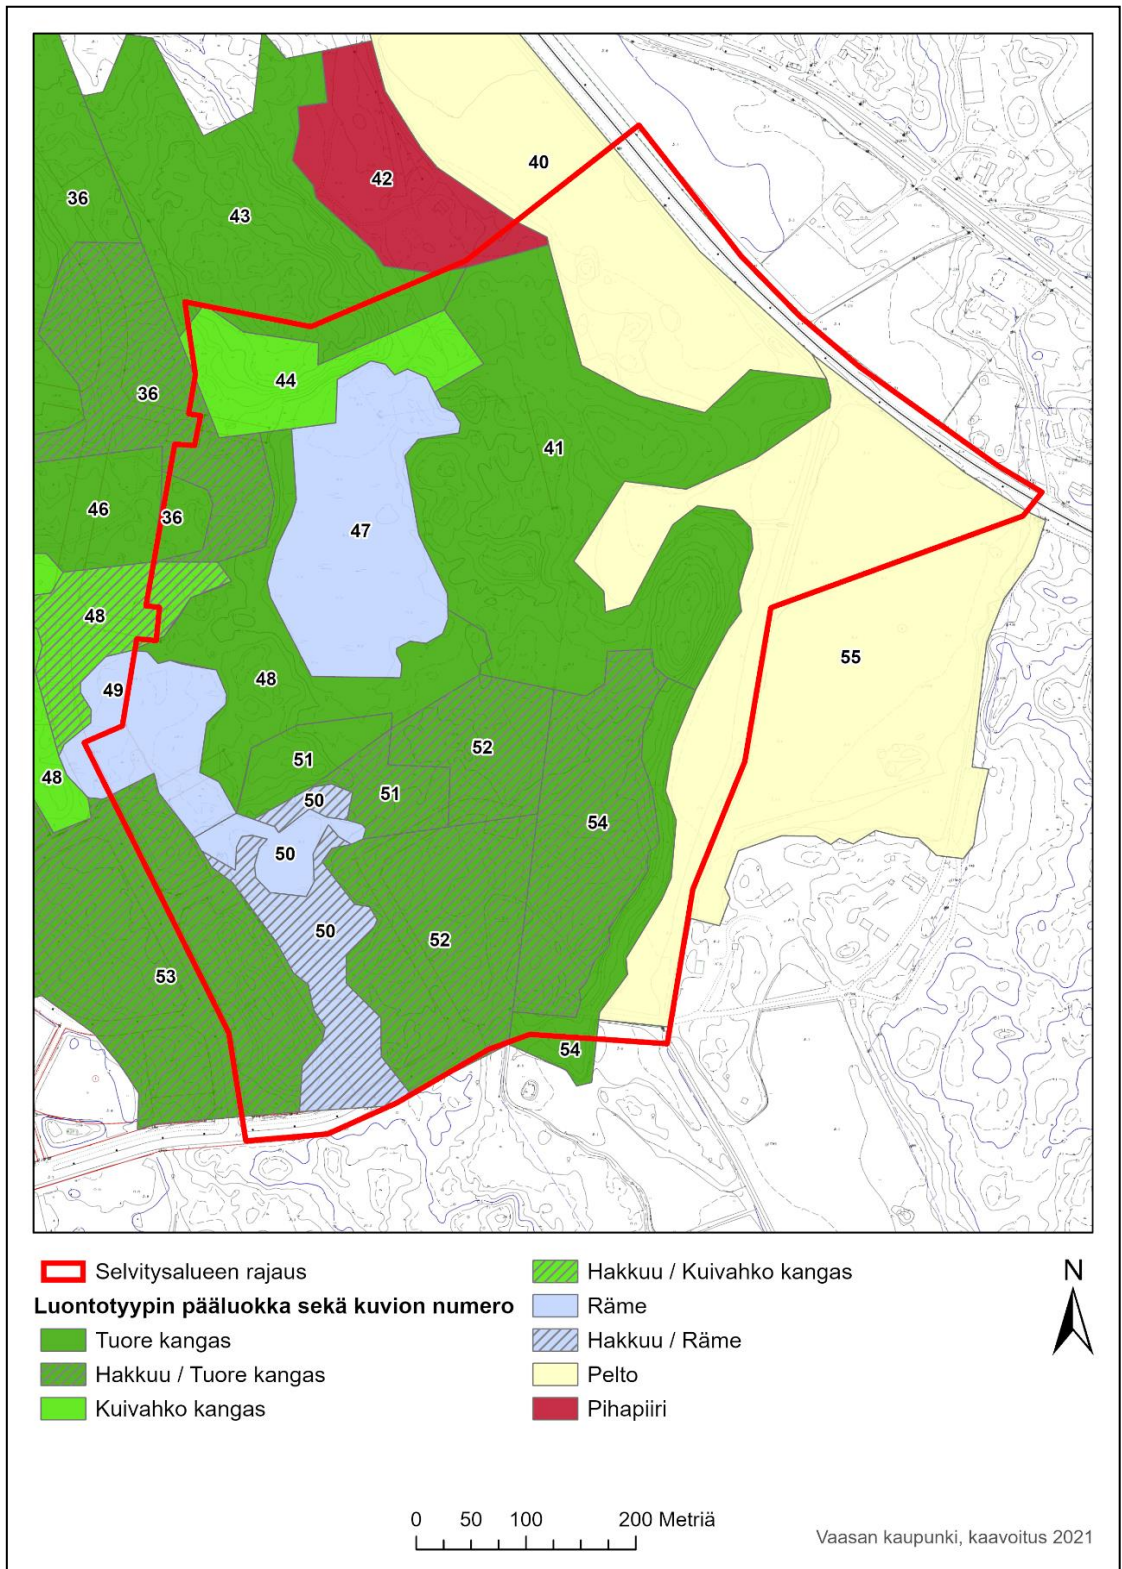 40
42
36
43
36
44
41
46
36
47
48
49
48
55
52
51
48
51
50
54
50
50
52
53
54
Selvitysalueen rajaus
Luontotyypin pääluokka sekä kuvion numero
Tuore kangas
Hakkuu / Tuore kangas
Kuivahko kangas
Hakkuu / Kuivahko kangas
Räme
Hakkuu / Räme
Pelto
Pihapiiri
N
0 50 100 200 Metriä
Vaasan kaupunki, kaavoitus 2021